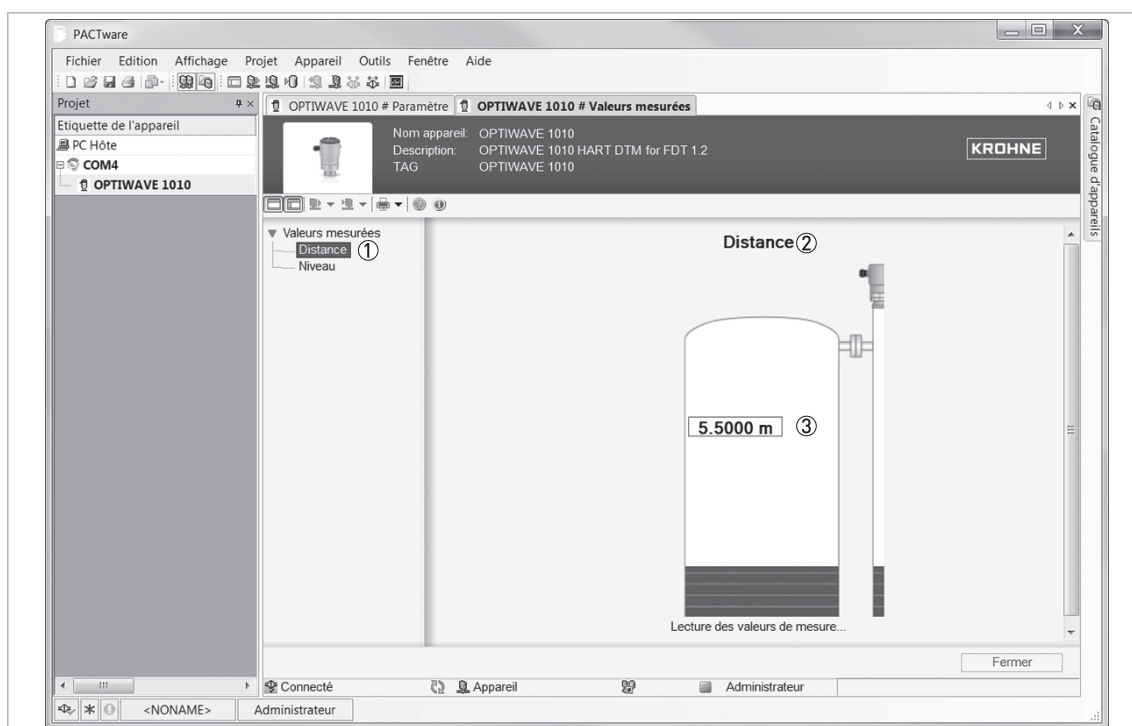 PACTware
Fichier Edition Affichage Projet Appareil Outils Fenêtre Aide
Projet
OPTIWAVE 1010 # Paramètre OPTIWAVE 1010 # Valeurs mesurées
Etiquette de l'appareil
PC Hôte
COM4
OPTIWAVE 1010
Nom appareil: OPTIWAVE 1010
Description: OPTIWAVE 1010 HART DTM for FDT 1.2
TAG OPTIWAVE 1010
KROHNE
Catalogue d'appareils
Valeurs mesurées
Distance ①
Niveau
Distance ②
5.5000 m ③
Lecture des valeurs de mesure...
Fermer
Connecté Appareil Administrateur
<NONAME> Administrateur